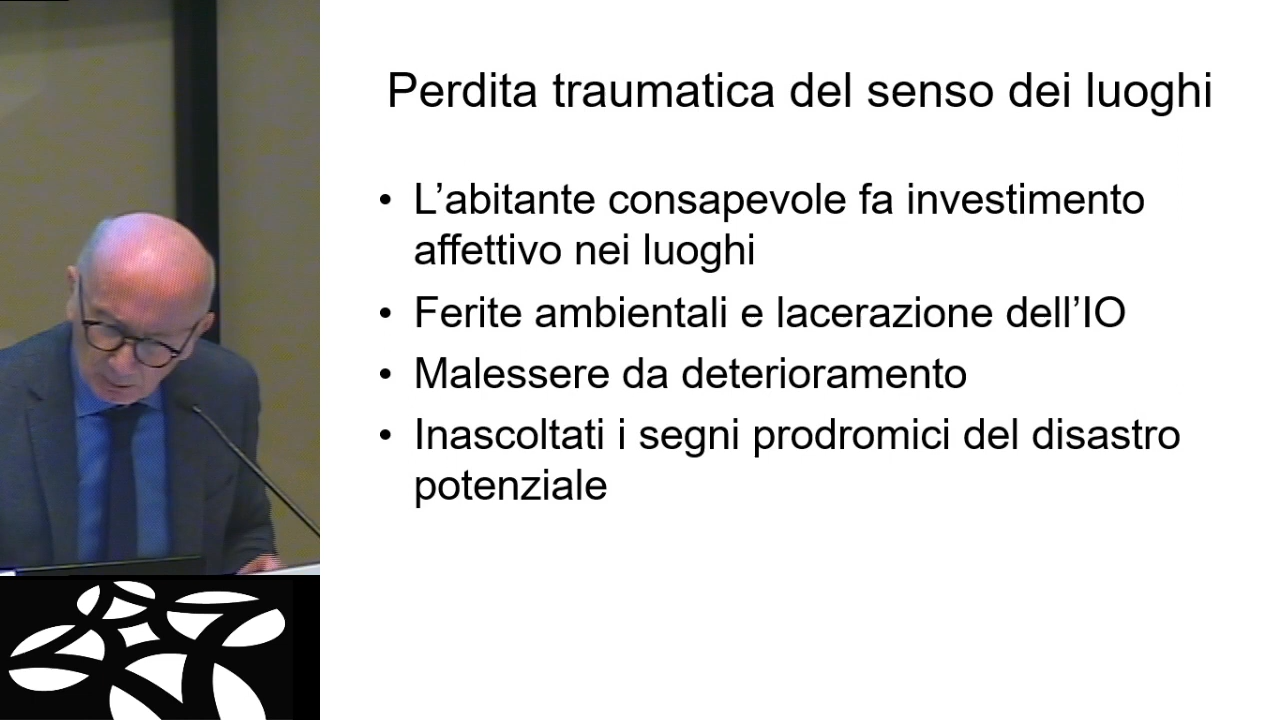 Perdita traumatica del senso dei luoghi
• L’abitante consapevole fa investimento
affettivo nei luoghi
• Ferite ambientali e lacerazione dell’IO
• Malessere da deterioramento
• Inascoltati i segni prodromici del disastro
potenziale